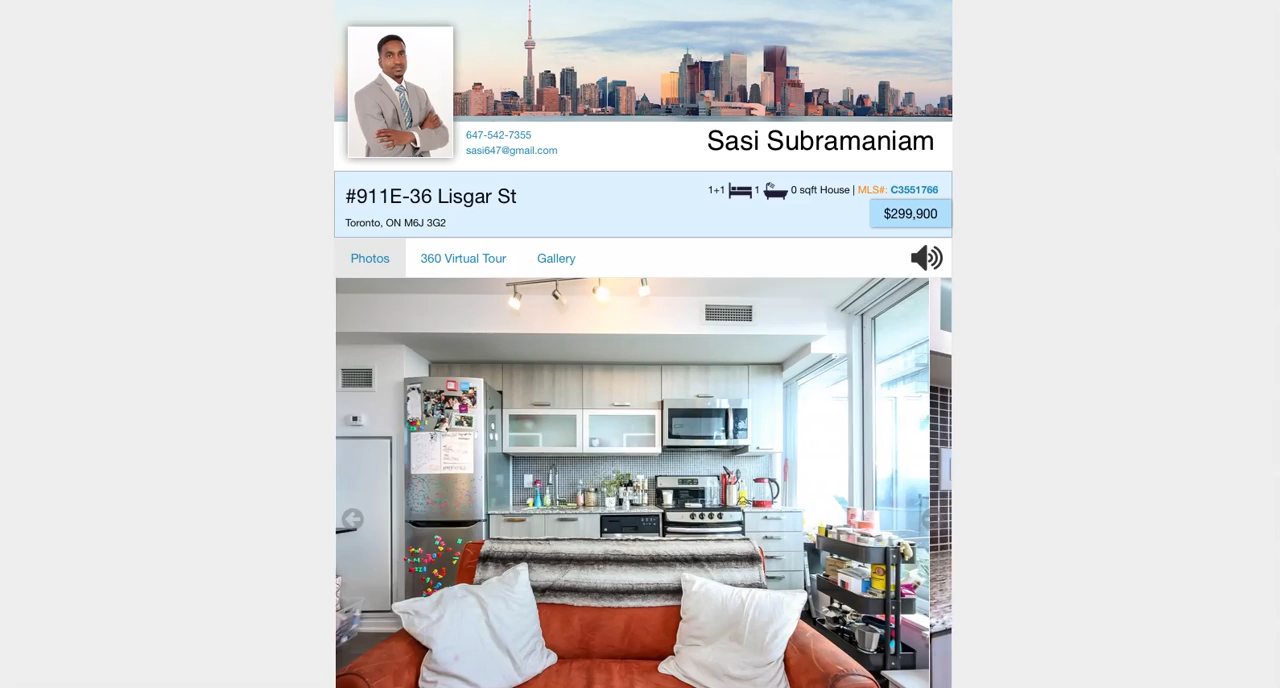 647-542-7355
sasi647@gmail.com
Sasi Subramaniam
#911E-36 Lisgar St
1+1 1 0 sqft House | MLS#: C3551766
Toronto, ON M6J 3G2
$299,900
Photos 360 Virtual Tour Gallery